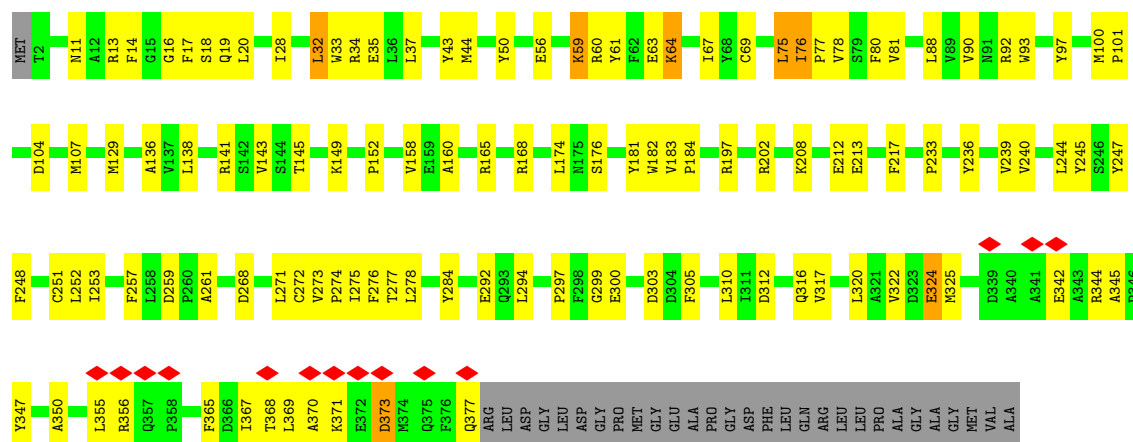 MET T2 N11 A12 R13 F14 G15 G16 F17 S18 Q19 L20 I28 L32 W33 R34 E35 L36 L37 Y43 M44 Y50 E56 K59 R60 Y61 F62 E63 K64 I67 Y68 C69 L75 I76 P77 V78 S79 F80 V81 L88 V89 V90 N91 R92 W93 Y97 M100 P101
D104 M107 M129 A136 V137 L138 R141 S142 V143 S144 T145 K149 P152 V158 E159 A160 R165 R168 L174 N175 S176 Y181 W182 V183 P184 R197 R202 K208 E212 E213 F217 P233 Y236 V239 V240 L244 Y245 S246 Y247
F248 C251 L252 I253 F257 L258 D259 P260 A261 D268 L271 C272 V273 P274 I275 F276 T277 L278 Y284 E292 Q293 L294 P297 F298 G299 E300 D303 D304 F305 L310 I311 D312 Q316 V317 L320 A321 V322 D323 E324 M325 D339 A340 A341 E342 A343 R344 A345 P346
Y347 A350 L355 R356 Q357 P358 F365 D366 I367 T368 L369 A370 K371 E372 D373 M374 Q375 F376 Q377 ARG LEU ASP GLY LEU ASP GLY PRO MET GLY GLU ALA PRO GLY ASP PHE LEU GLN ARG LEU LEU PRO ALA GLY ALA GLY MET VAL ALA